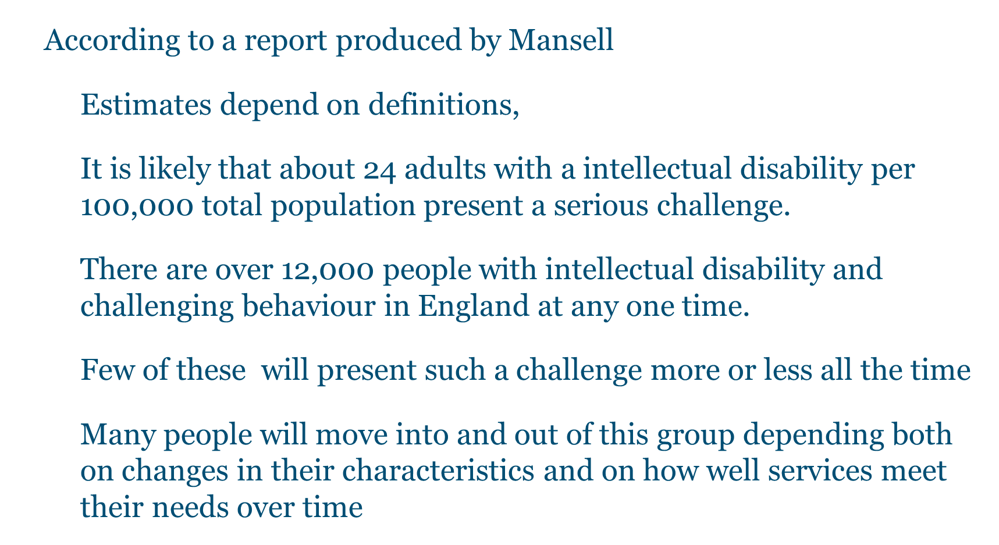 According to a report produced by Mansell
Estimates depend on definitions,
It is likely that about 24 adults with a intellectual disability per
100,000 total population present a serious challenge.
There are over 12,000 people with intellectual disability and
challenging behaviour in England at any one time.
Few of these  will present such a challenge more or less all the time
Many people will move into and out of this group depending both
on changes in their characteristics and on how well services meet
their needs over time